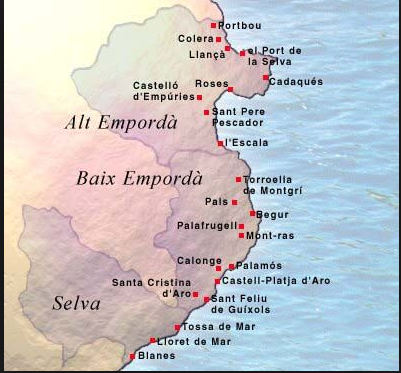 Portbou
Colera
Llançà
el Port de
la Selva
Roses
Cadaqués
Castelló
d'Empúries
Sant Pere
Pescador
Alt Empordà
l'Escala
Baix Empordà
Torroella
de Montgrí
Pals
Begur
Palafrugell
Mont-ras
Calonge
Palamós
Castell-Platja d'Aro
Santa Cristina
d'Aro
Sant Feliu
de Guíxols
Selva
Tossa de Mar
Lloret de Mar
Blanes